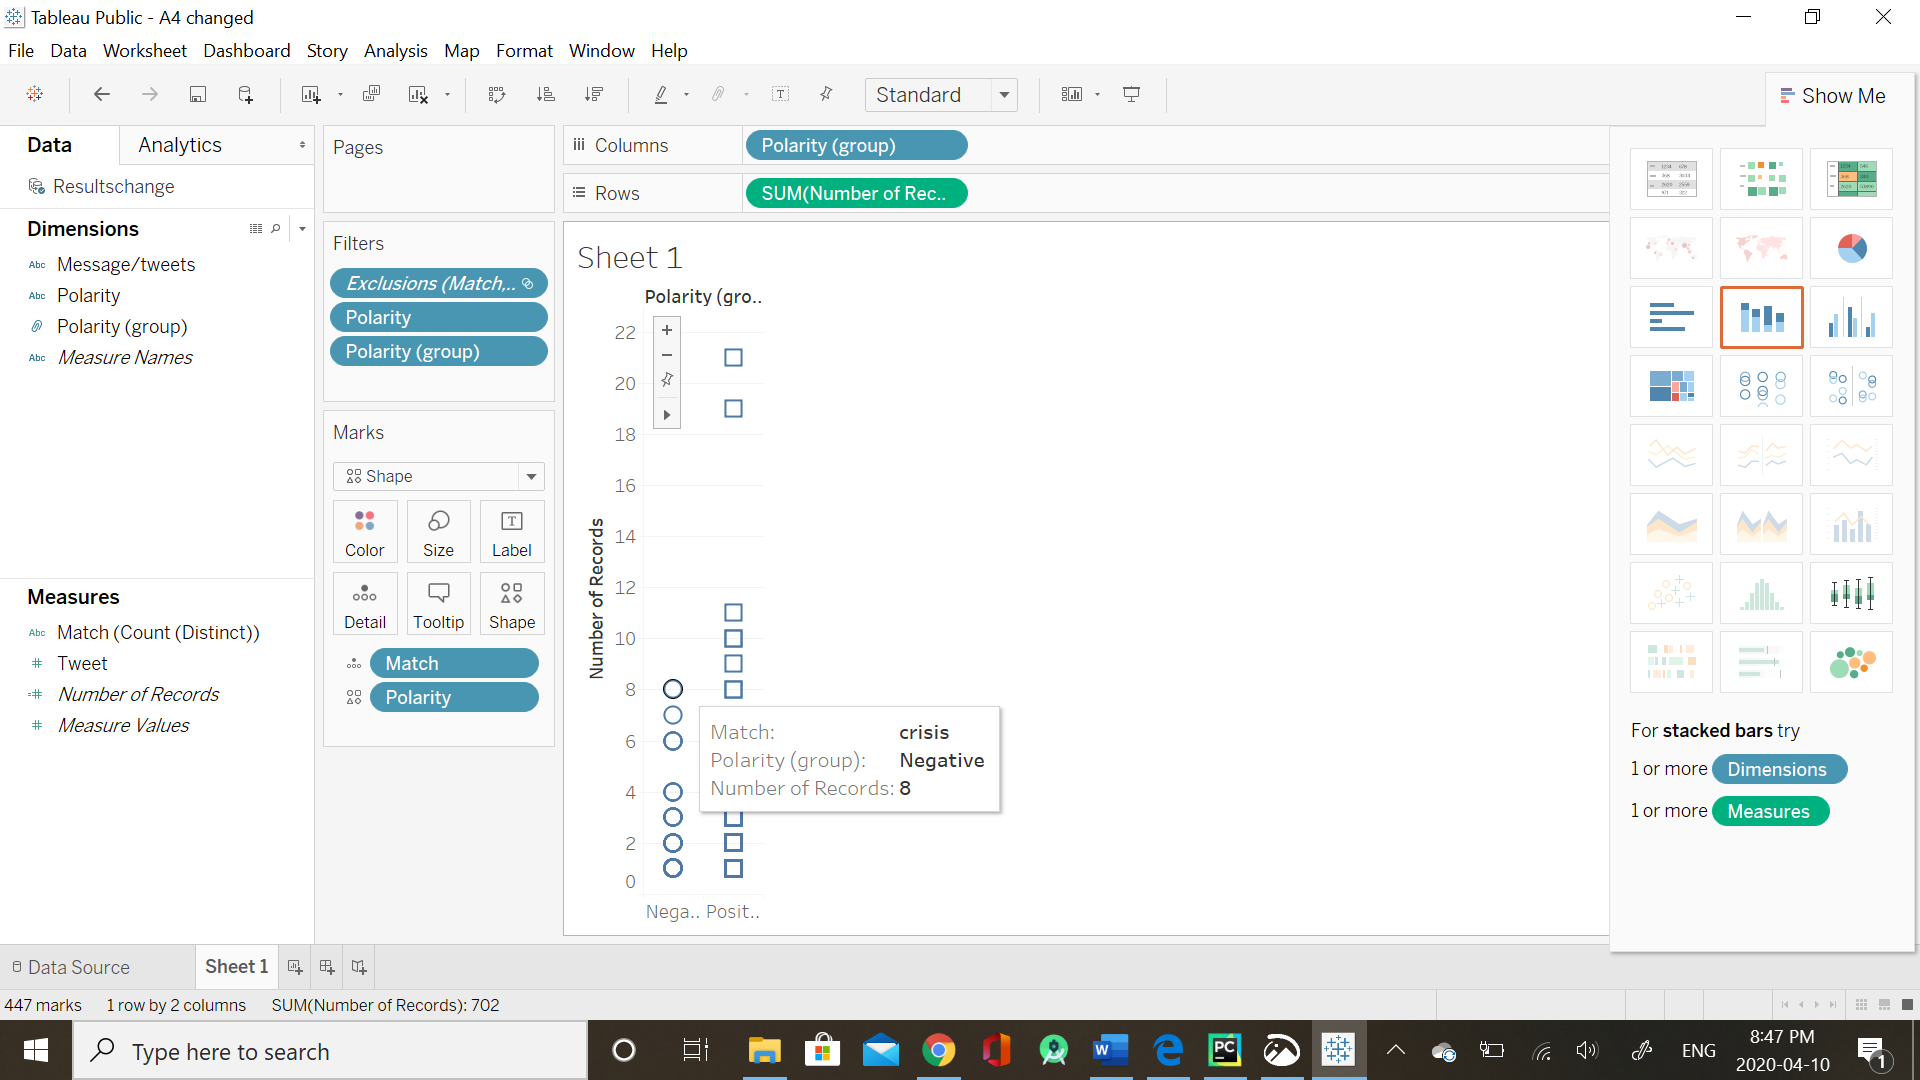 Tableau Public - A4 changed
File Data Worksheet Dashboard Story Analysis Map Format Window Help
Standard
Show Me
Data Analytics
Resultschange
Dimensions
Abc Message/tweets
Abc Polarity
Polarity (group)
Abc Measure Names
Measures
Abc Match (Count (Distinct))
# Tweet
=# Number of Records
# Measure Values
Pages
Filters
Exclusions (Match,..
Polarity
Polarity (group)
Marks
Shape
Color Size Label
Detail Tooltip Shape
Match
Polarity
Columns Polarity (group)
Rows SUM(Number of Rec..
Sheet 1
Polarity (gro..
22
20
18
16
14
12
10
8
6
4
2
0
Number of Records
Nega.. Posit..
Match: crisis
Polarity (group): Negative
Number of Records: 8
For stacked bars try
1 or more Dimensions
1 or more Measures
Data Source Sheet 1
447 marks 1 row by 2 columns SUM(Number of Records): 702
Type here to search
W
PC
ENG
8:47 PM
2020-04-10
1